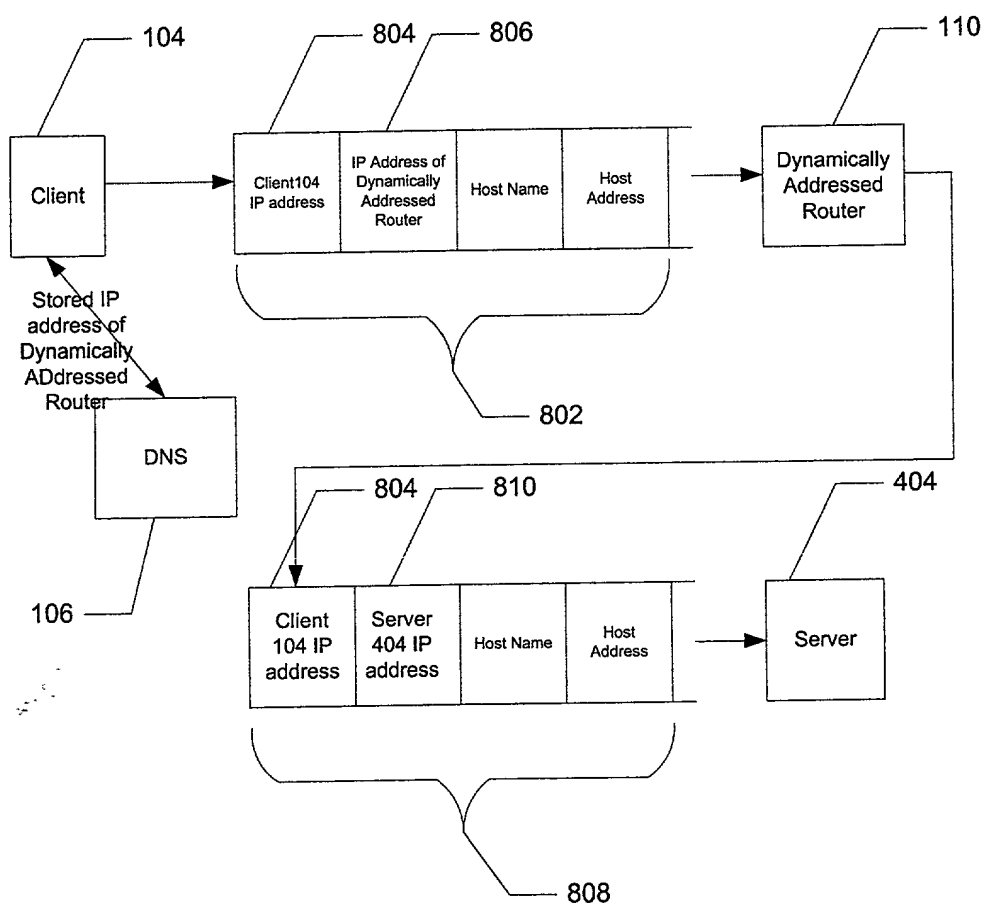 104
804
806
110
Client
Client104
IP address
IP Address of
Dynamically
Addressed
Router
Host Name
Host
Address
Dynamically
Addressed
Router
Stored IP
address of
Dynamically
ADdressed
Router
802
DNS
106
804
810
404
Client
104 IP
address
Server
404 IP
address
Host Name
Host
Address
Server
808